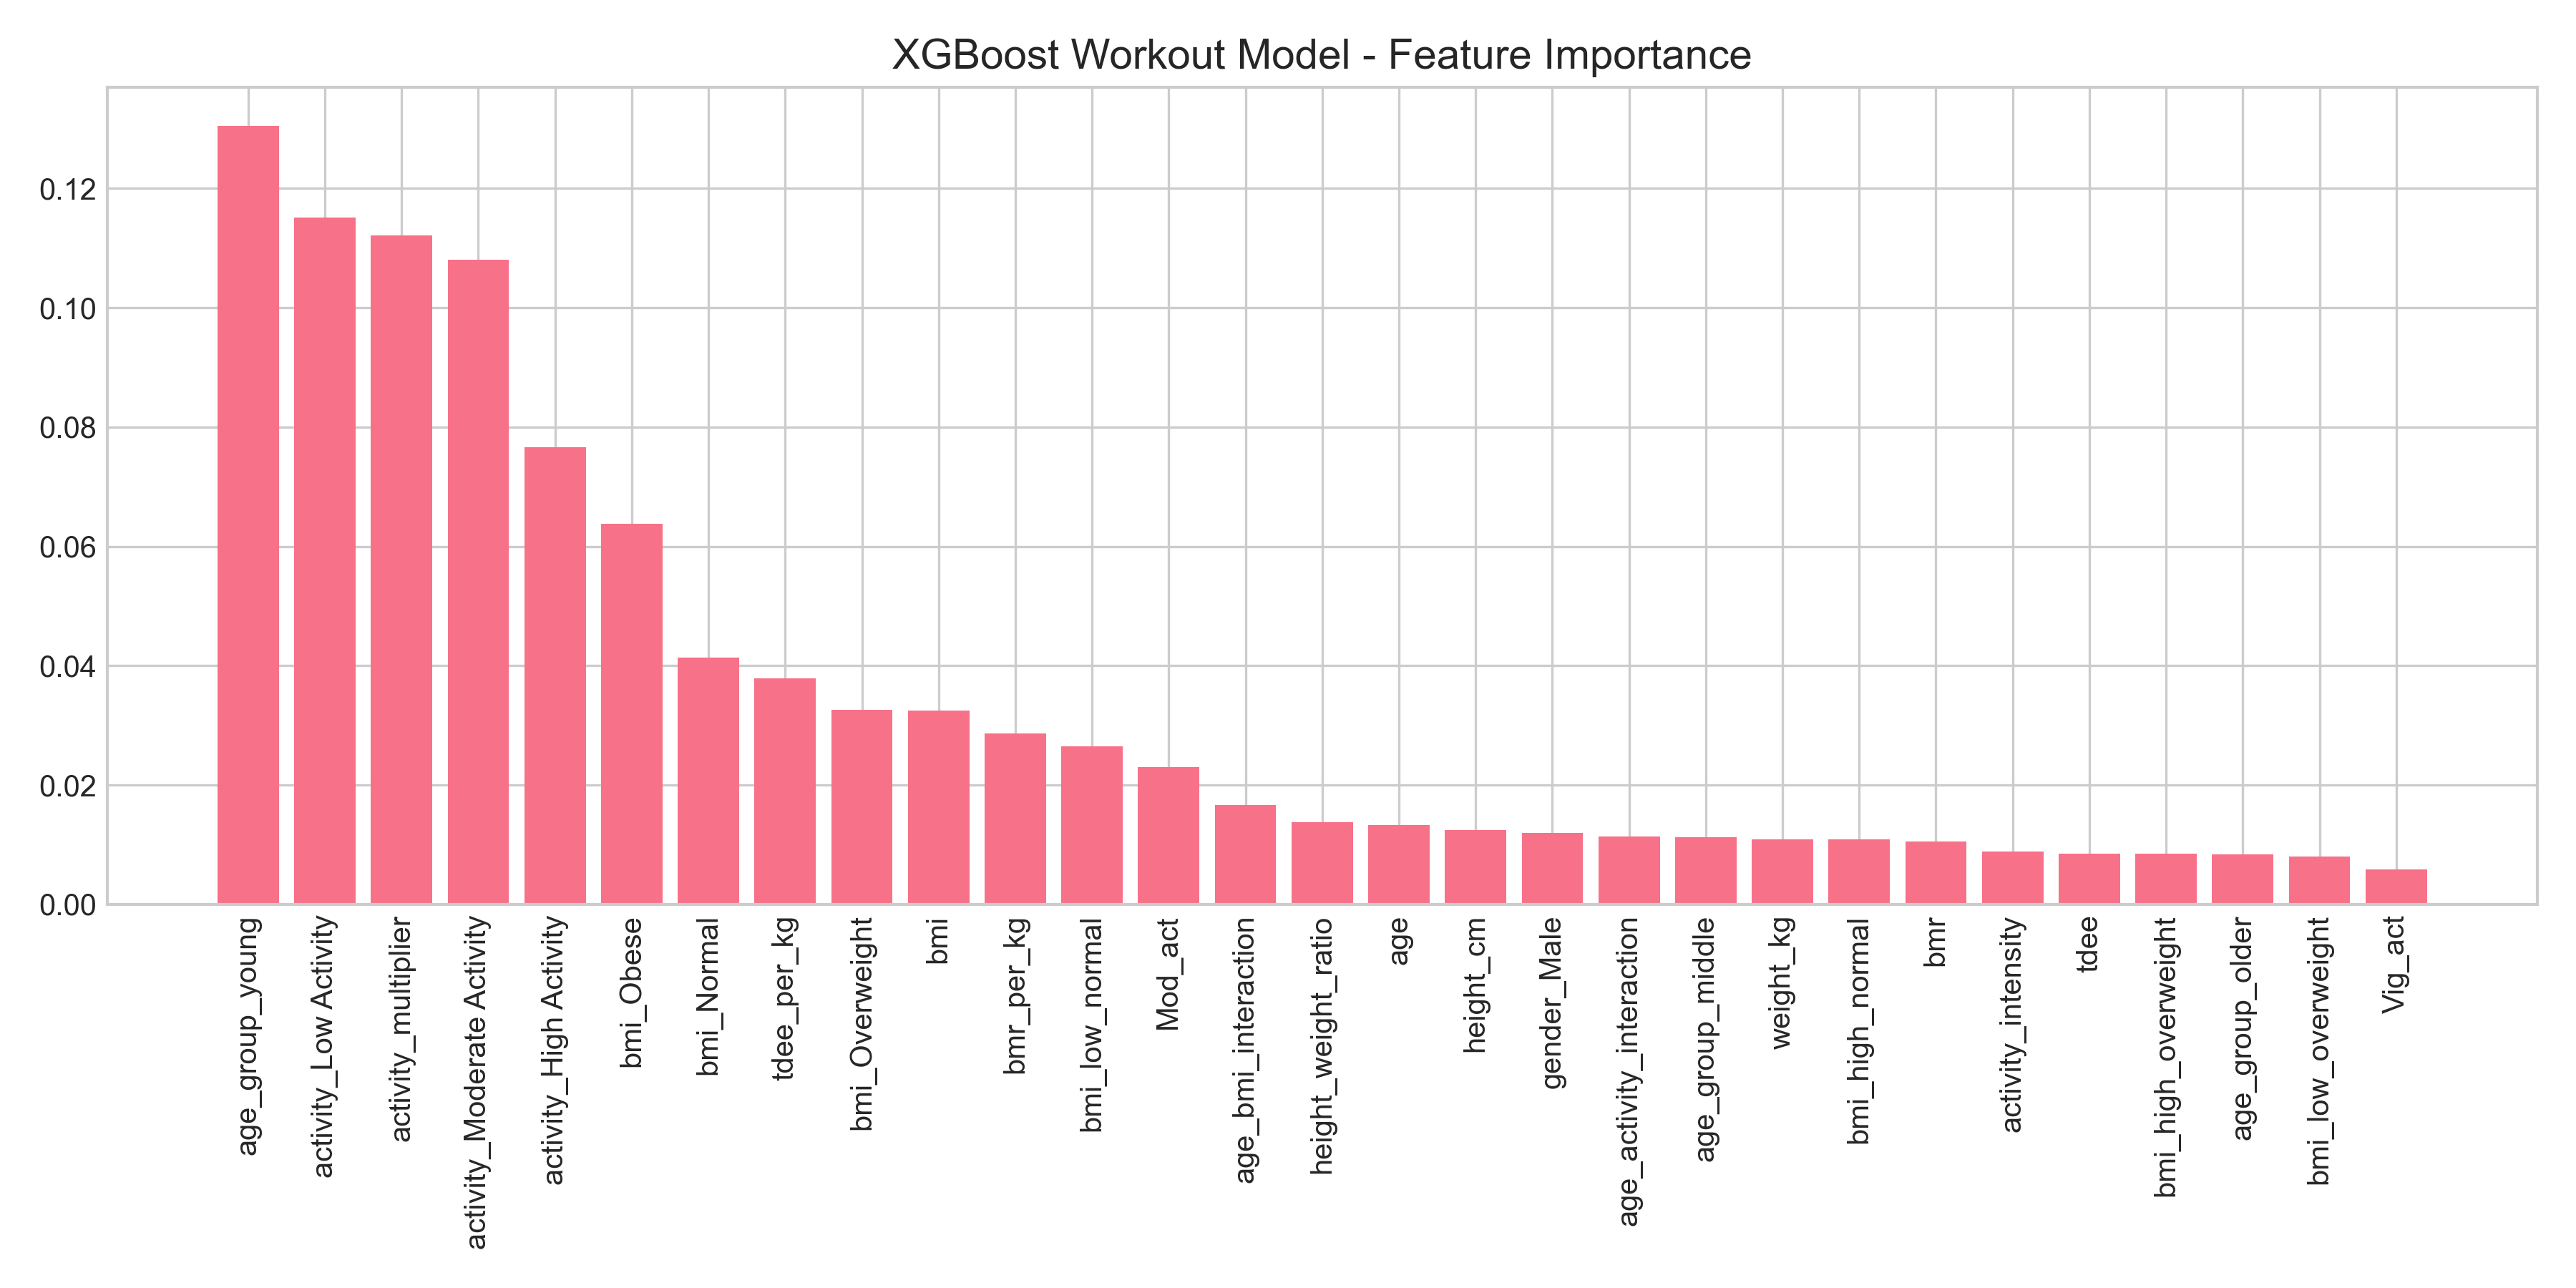 XGBoost Workout Model - Feature Importance
0.12
0.10
0.08
0.06
0.04
0.02
0.00
age_group_young
activity_Low Activity
activity_multiplier
activity_Moderate Activity
activity_High Activity
bmi_Obese
bmi_Normal
tdee_per_kg
bmi_Overweight
bmi
bmr_per_kg
bmi_low_normal
Mod_act
age_bmi_interaction
height_weight_ratio
age
height_cm
gender_Male
age_activity_interaction
age_group_middle
weight_kg
bmi_high_normal
bmr
activity_intensity
tdee
bmi_high_overweight
age_group_older
bmi_low_overweight
Vig_act